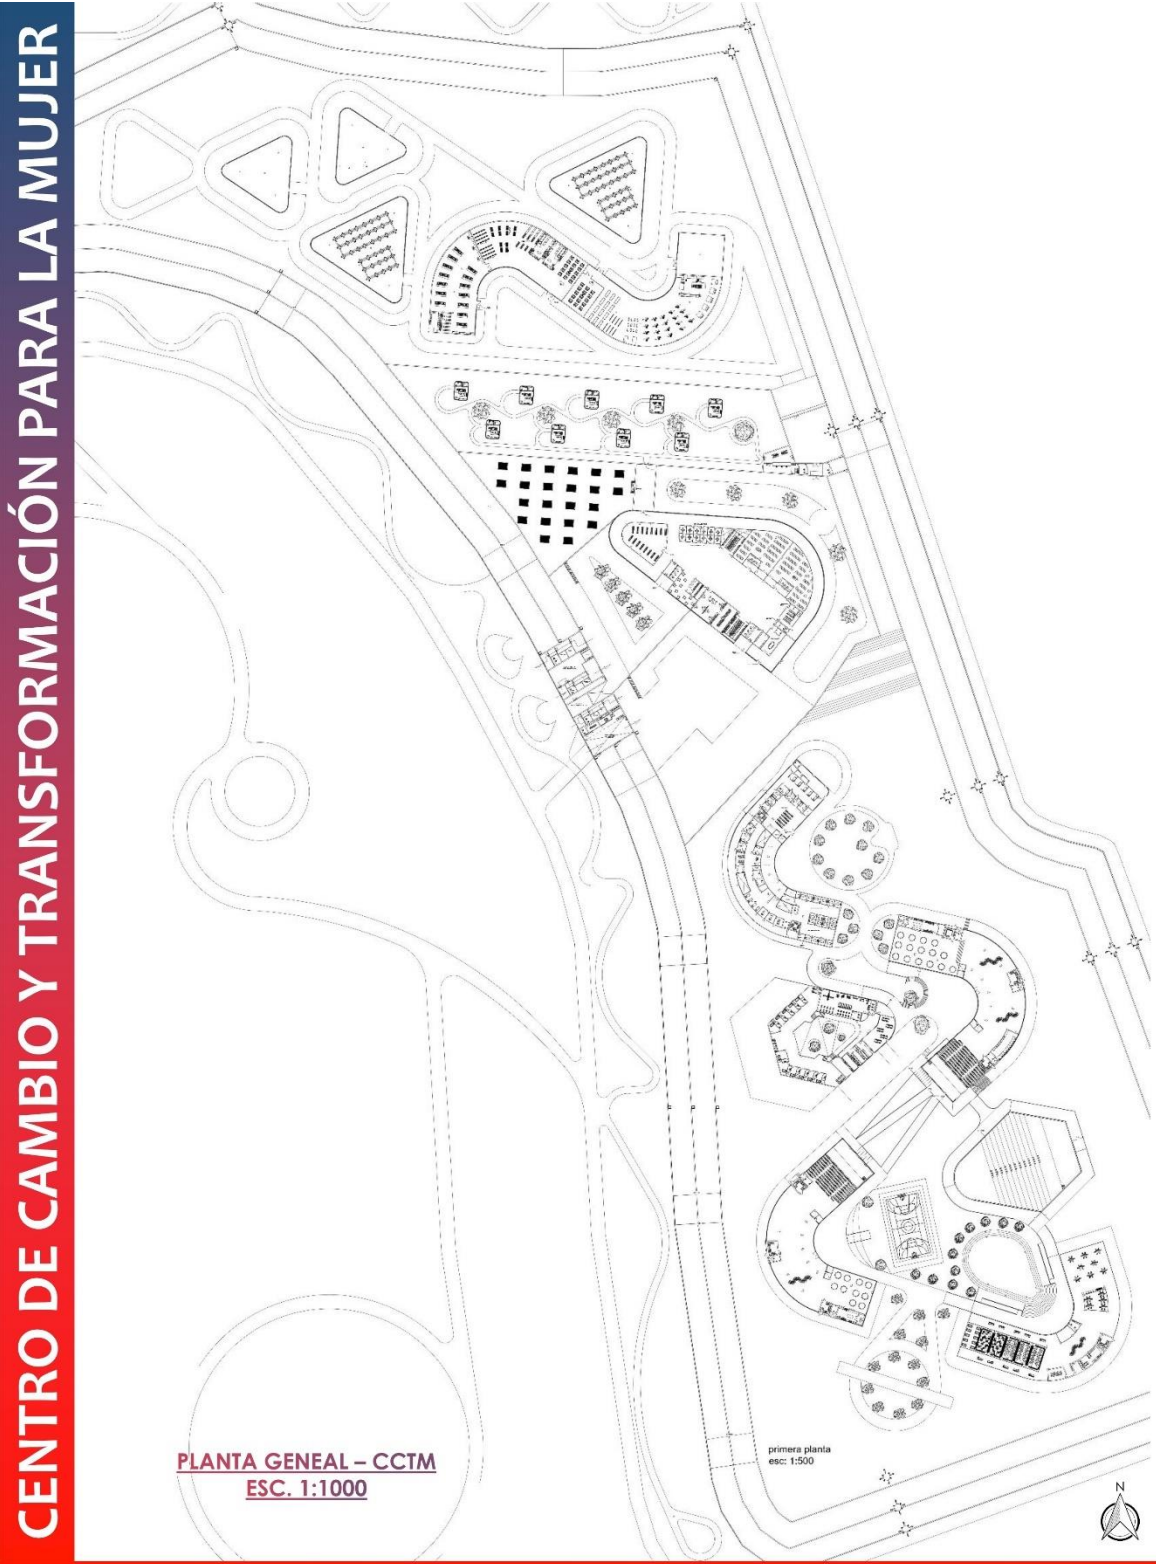 CENTRO DE CAMBIO Y TRANSFORMACIÓN PARA LA MUJER
PLANTA GENEAL – CCTM
ESC. 1:1000
primera planta
esc: 1:500
N